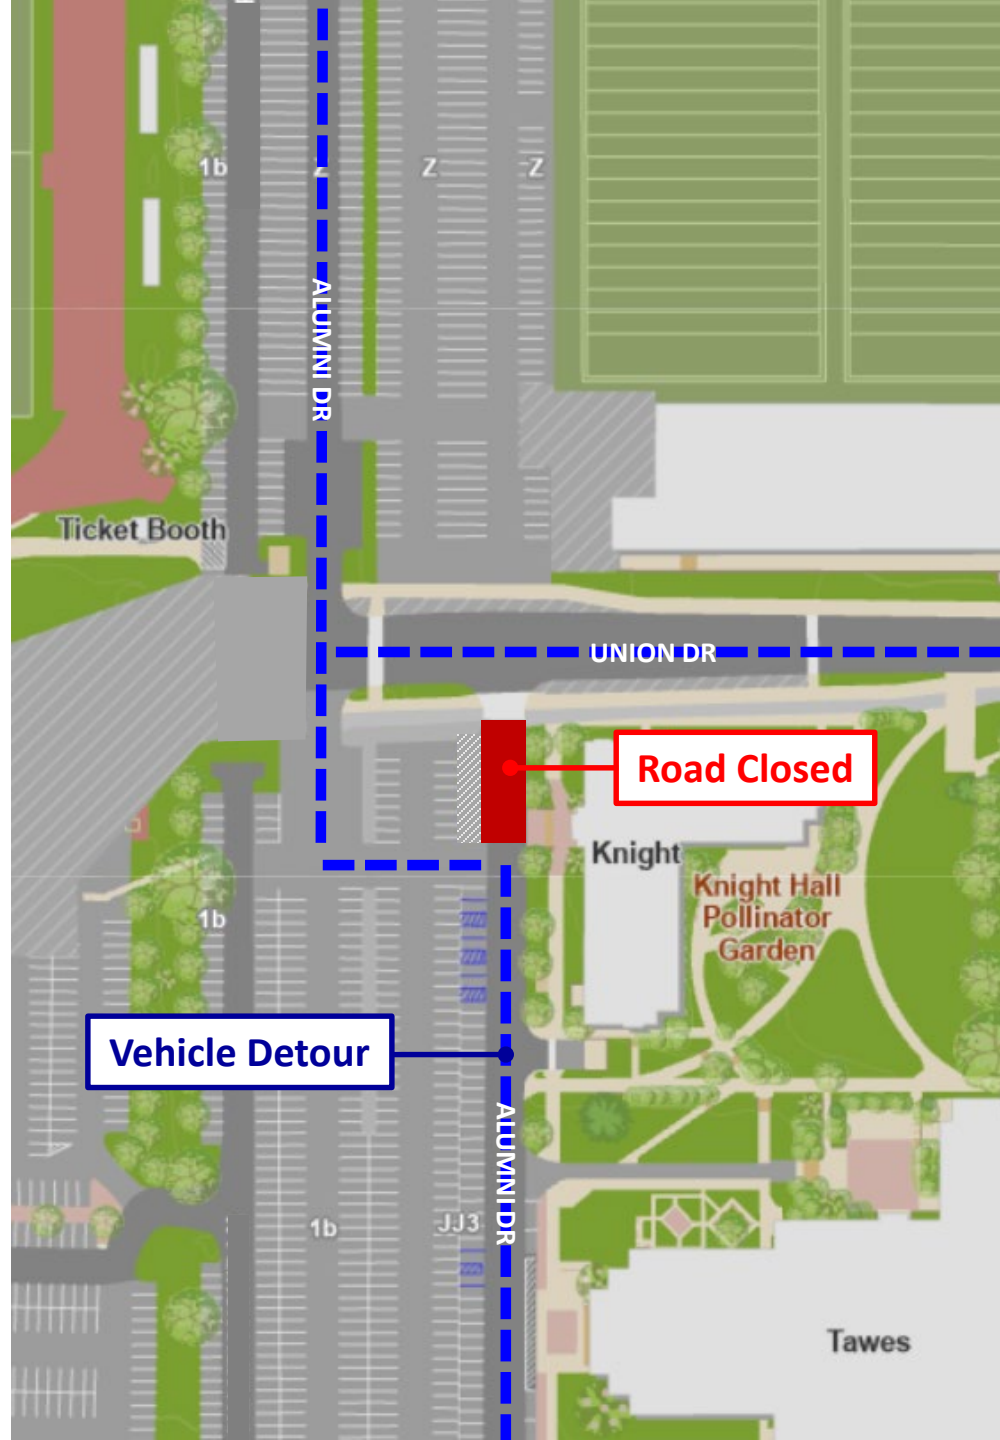 1b
Z
Z
Z
ALUMNI DR
Ticket Booth
UNION DR
Road Closed
Knight
Knight Hall
Pollinator
Garden
1b
Vehicle Detour
ALUMNI DR
1b
JJ3
Tawes